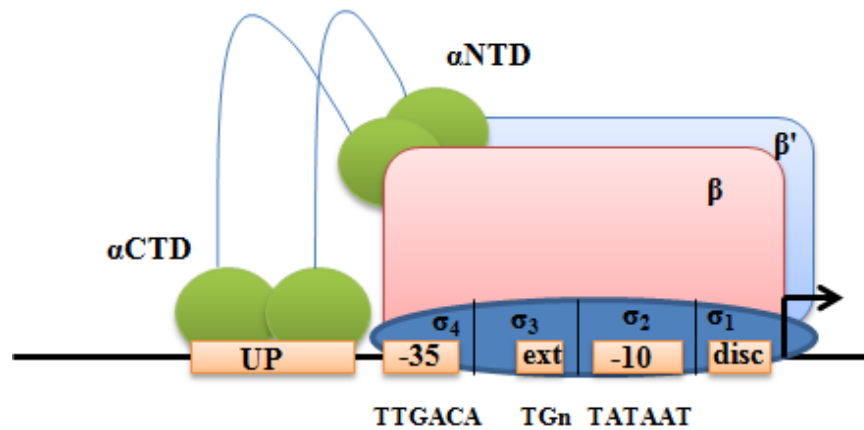 αNTD
β'
β
αCTD
σ₄ σ₃ σ₂ σ₁
UP -35 ext -10 disc
TTGACA TGn TATAAT